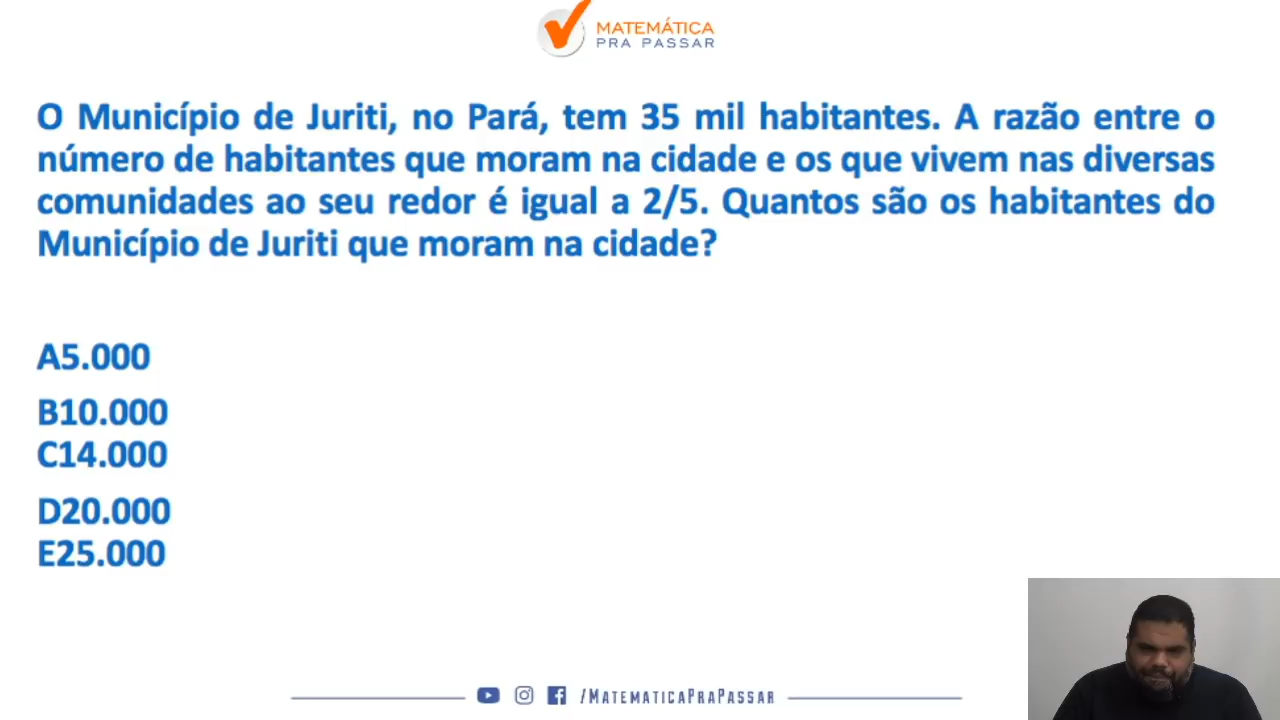 MATEMÁTICA
PRA PASSAR
O Município de Juriti, no Pará, tem 35 mil habitantes. A razão entre o
número de habitantes que moram na cidade e os que vivem nas diversas
comunidades ao seu redor é igual a 2/5. Quantos são os habitantes do
Município de Juriti que moram na cidade?
A5.000
B10.000
C14.000
D20.000
E25.000
/MATEMATICAPRAPASSAR